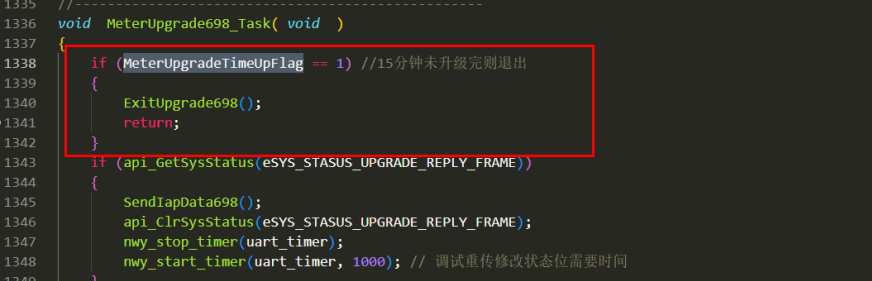 1335 //--------------------------------------------------
1336 void MeterUpgrade698_Task( void )
1337 {
1338 if (MeterUpgradeTimeUpFlag == 1) //15分钟未升级完则退出
1339 {
1340 ExitUpgrade698();
1341 return;
1342 }
1343 if (api_GetSysStatus(eSYS_STASUS_UPGRADE_REPLY_FRAME))
1344 {
1345 SendIapData698();
1346 api_ClrSysStatus(eSYS_STASUS_UPGRADE_REPLY_FRAME);
1347 nwy_stop_timer(uart_timer);
1348 nwy_start_timer(uart_timer, 1000); // 调试重传修改状态位需要时间
1349 }